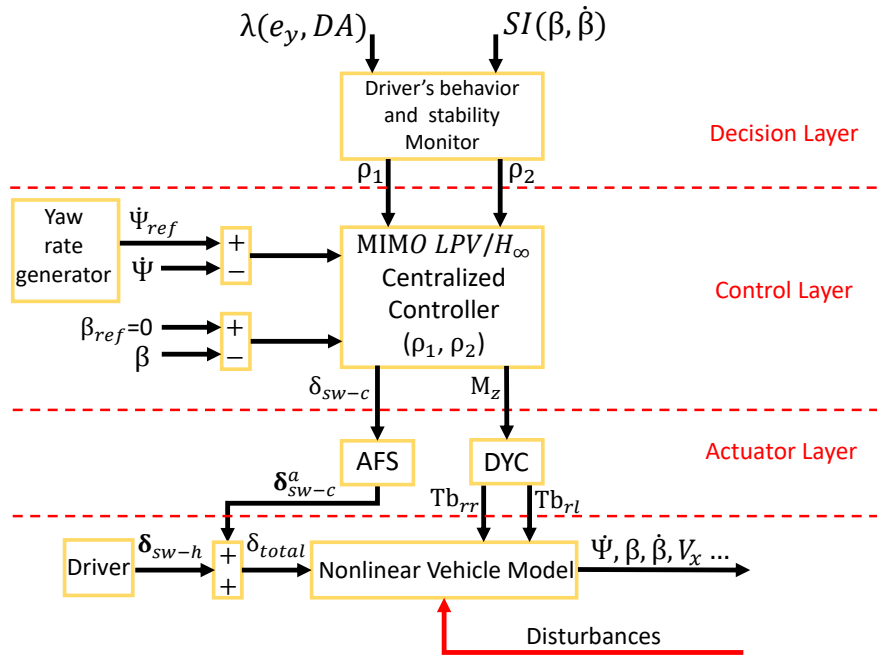 λ(e_y, DA)
SI(β, β̇)
Driver's behavior
and stability
Monitor
Decision Layer
ρ₁
ρ₂
Yaw
rate
generator
Ψ̇_ref
Ψ̇
+
−
MIMO LPV/H∞
Centralized
Controller
(ρ₁, ρ₂)
Control Layer
β_ref=0
β
+
−
δ_sw−c
M_z
AFS
DYC
Actuator Layer
δ^a_sw−c
Tb_rr
Tb_rl
Driver
δ_sw−h
+
+
δ_total
Nonlinear Vehicle Model
Ψ̇, β, β̇, V_x ...
Disturbances